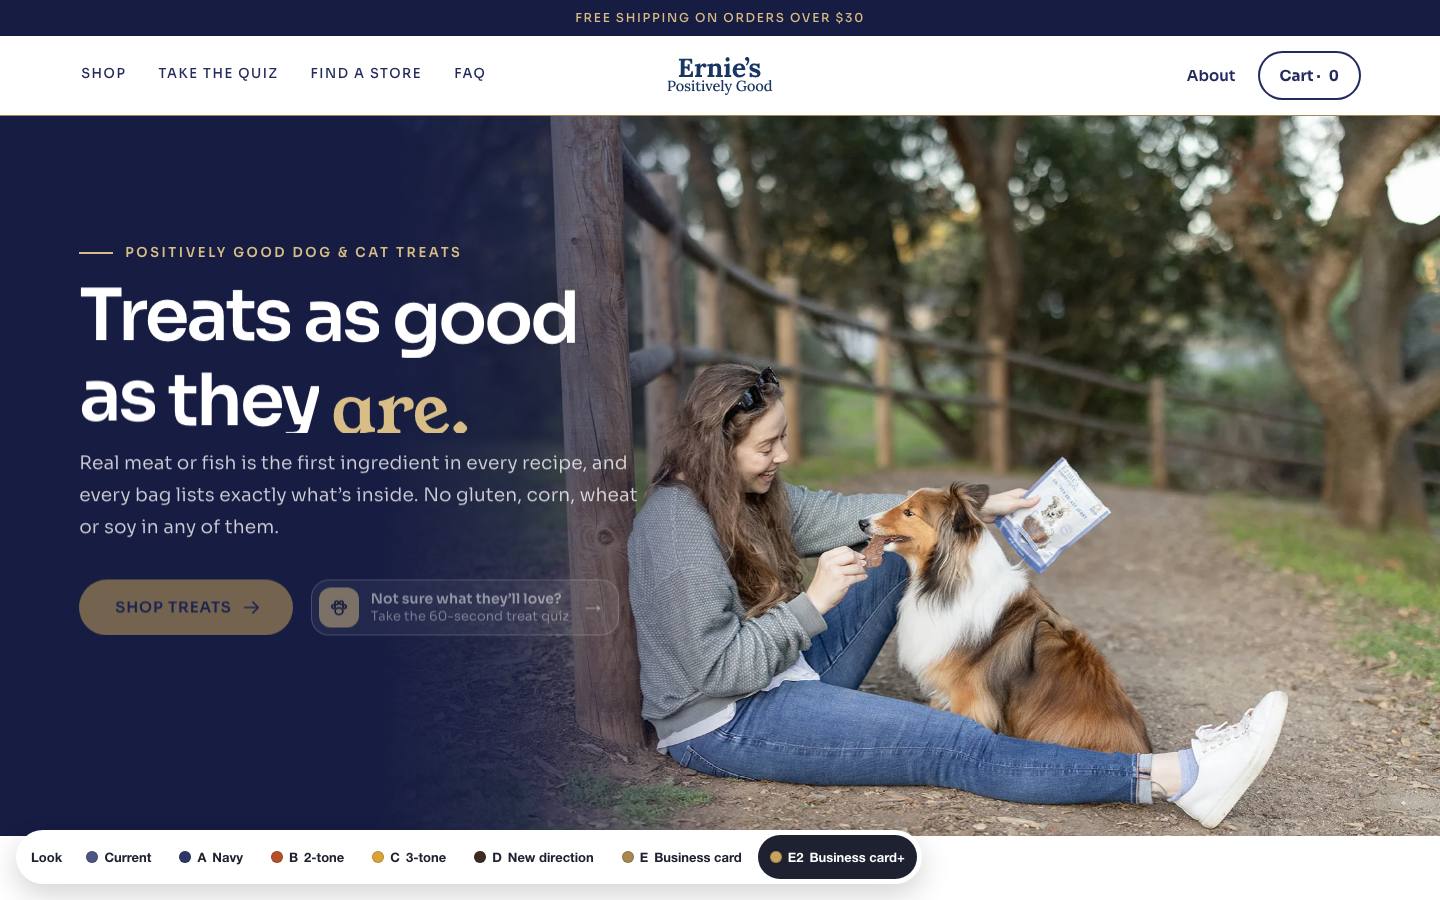 FREE SHIPPING ON ORDERS OVER $30
SHOP TAKE THE QUIZ FIND A STORE FAQ
Ernie’s
Positively Good
About Cart · 0
POSITIVELY GOOD DOG & CAT TREATS
Treats as good
as they are.
Real meat or fish is the first ingredient in every recipe, and
every bag lists exactly what’s inside. No gluten, corn, wheat
or soy in any of them.
SHOP TREATS →
Not sure what they’ll love? →
Take the 60-second treat quiz
Look Current A Navy B 2-tone C 3-tone D New direction E Business card E2 Business card+